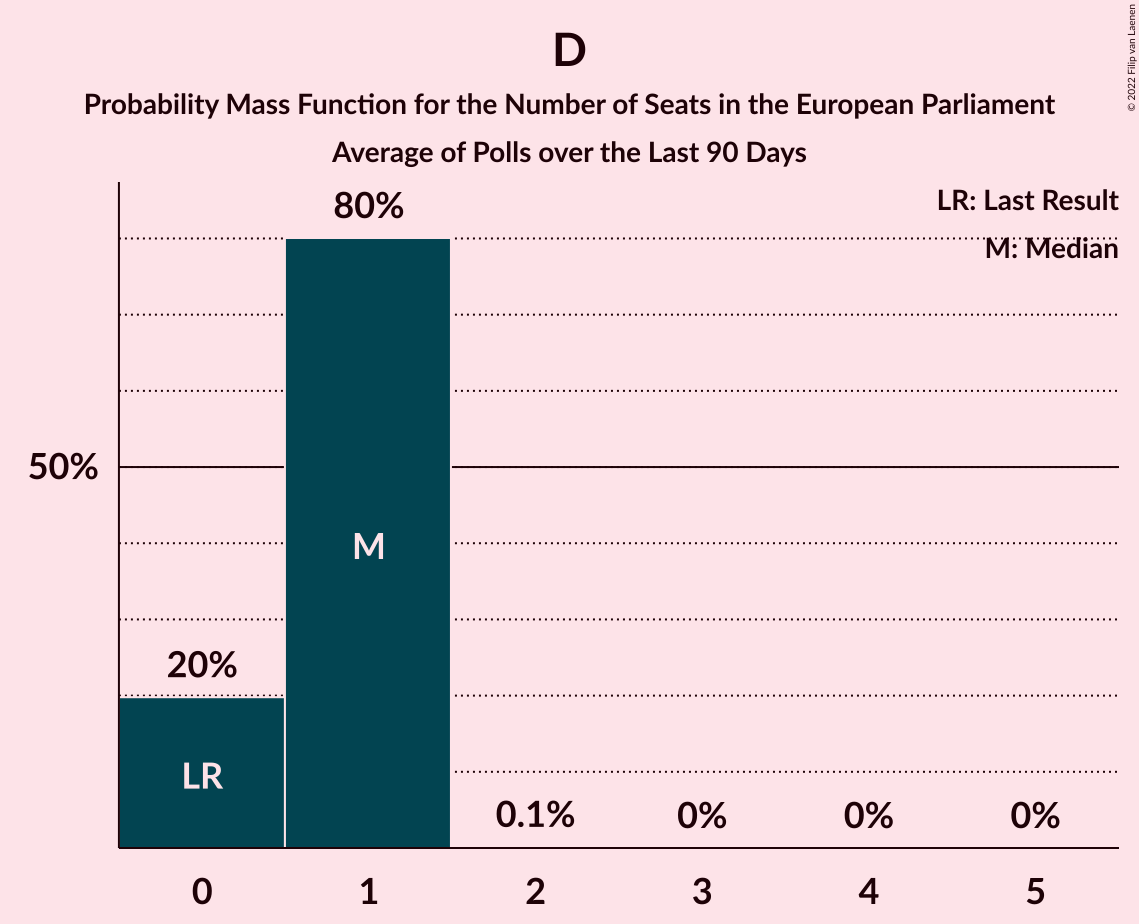 D
Probability Mass Function for the Number of Seats in the European Parliament
Average of Polls over the Last 90 Days
© 2022 Filip van Laenen
LR: Last Result
M: Median
80%
50%
M
20%
LR
0.1%
0%
0%
0%
0
1
2
3
4
5